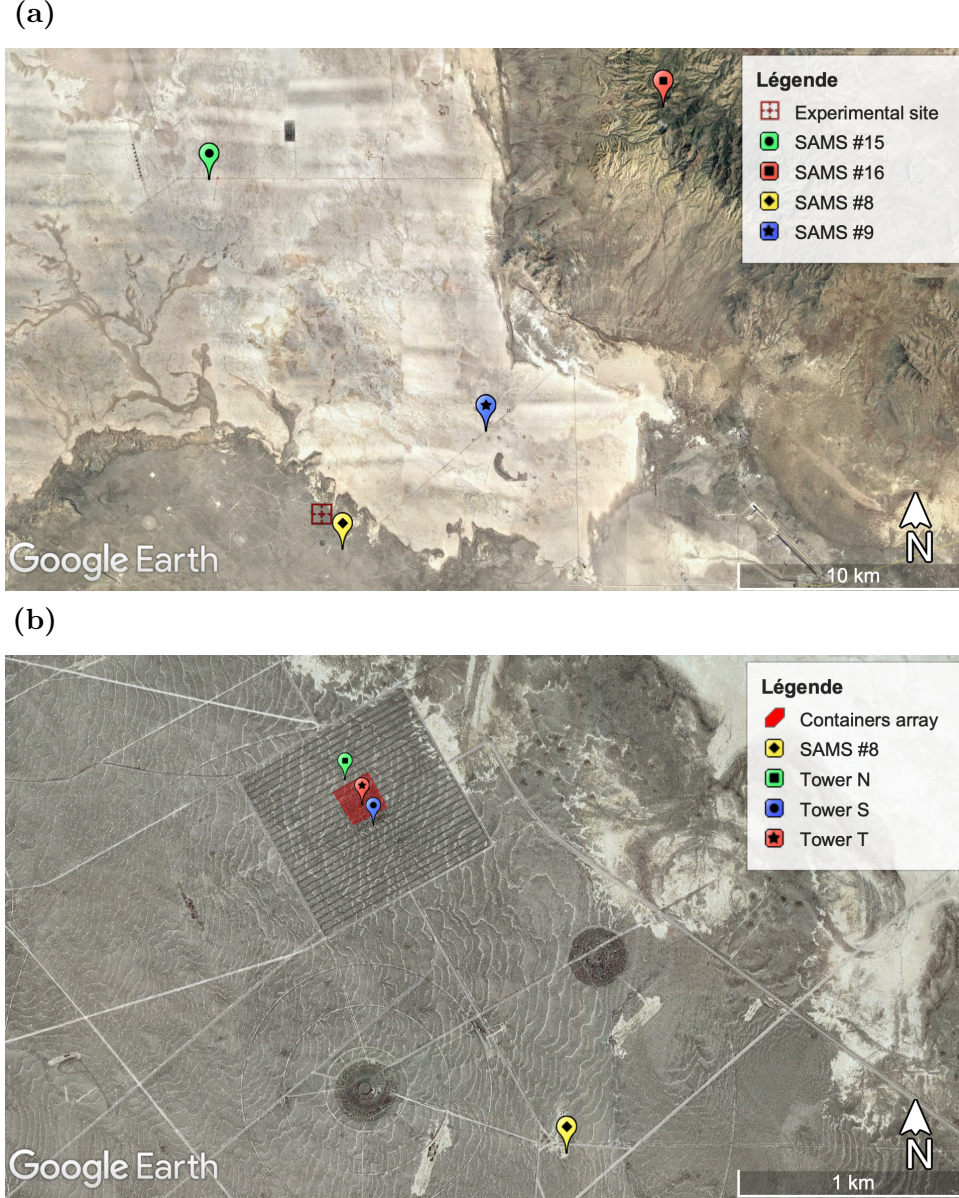 (a)
Légende
Experimental site
SAMS #15
SAMS #16
SAMS #8
SAMS #9
N
Google Earth
10 km
(b)
Légende
Containers array
SAMS #8
Tower N
Tower S
Tower T
N
Google Earth
1 km